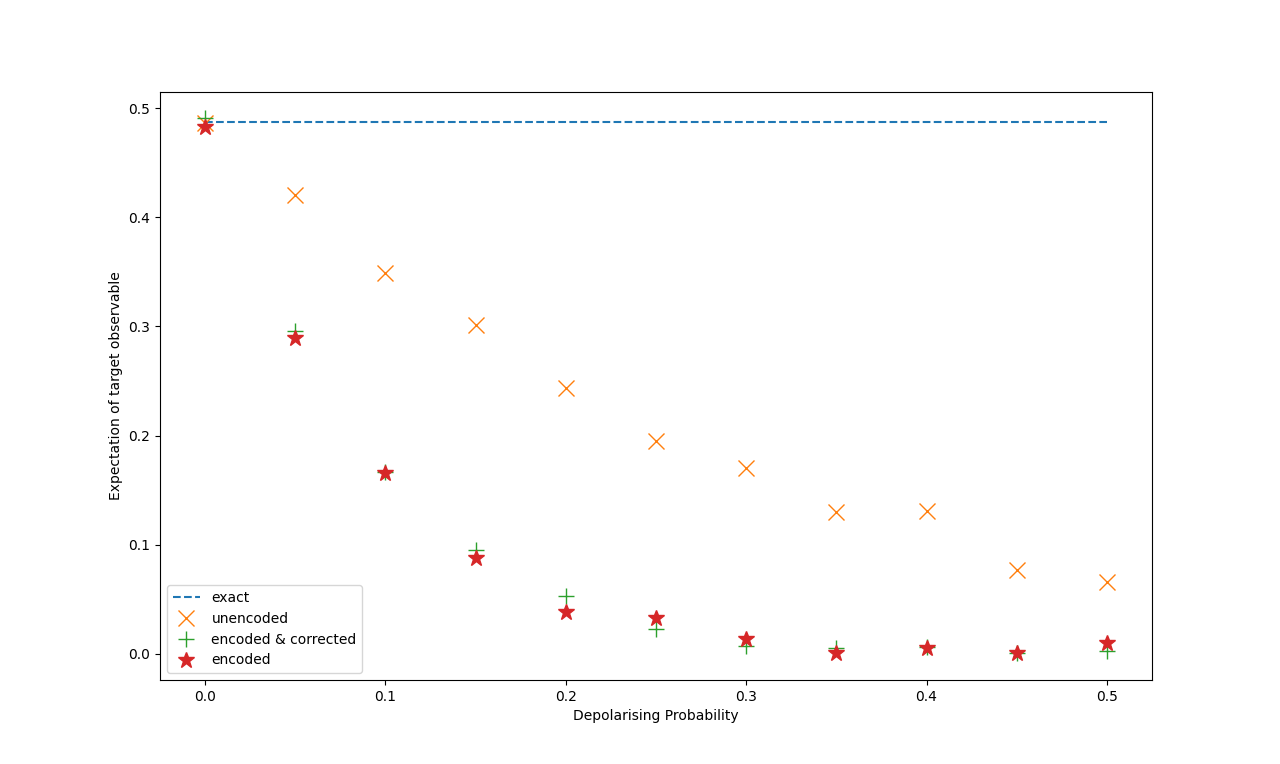 0.5
0.4
0.3
0.2
0.1
0.0
Expectation of target observable
exact
unencoded
encoded & corrected
encoded
0.0 0.1 0.2 0.3 0.4 0.5
Depolarising Probability